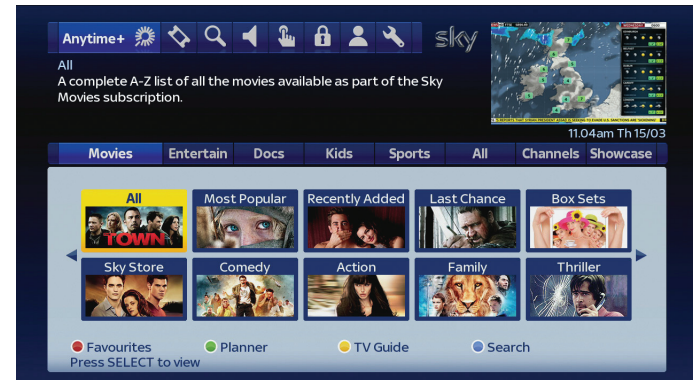 Anytime+
sky
All
A complete A-Z list of all the movies available as part of the Sky
Movies subscription.
11.04am Th 15/03
Movies Entertain Docs Kids Sports All Channels Showcase
All Most Popular Recently Added Last Chance Box Sets
TOWN
Sky Store Comedy Action Family Thriller
Favourites Planner TV Guide Search
Press SELECT to view